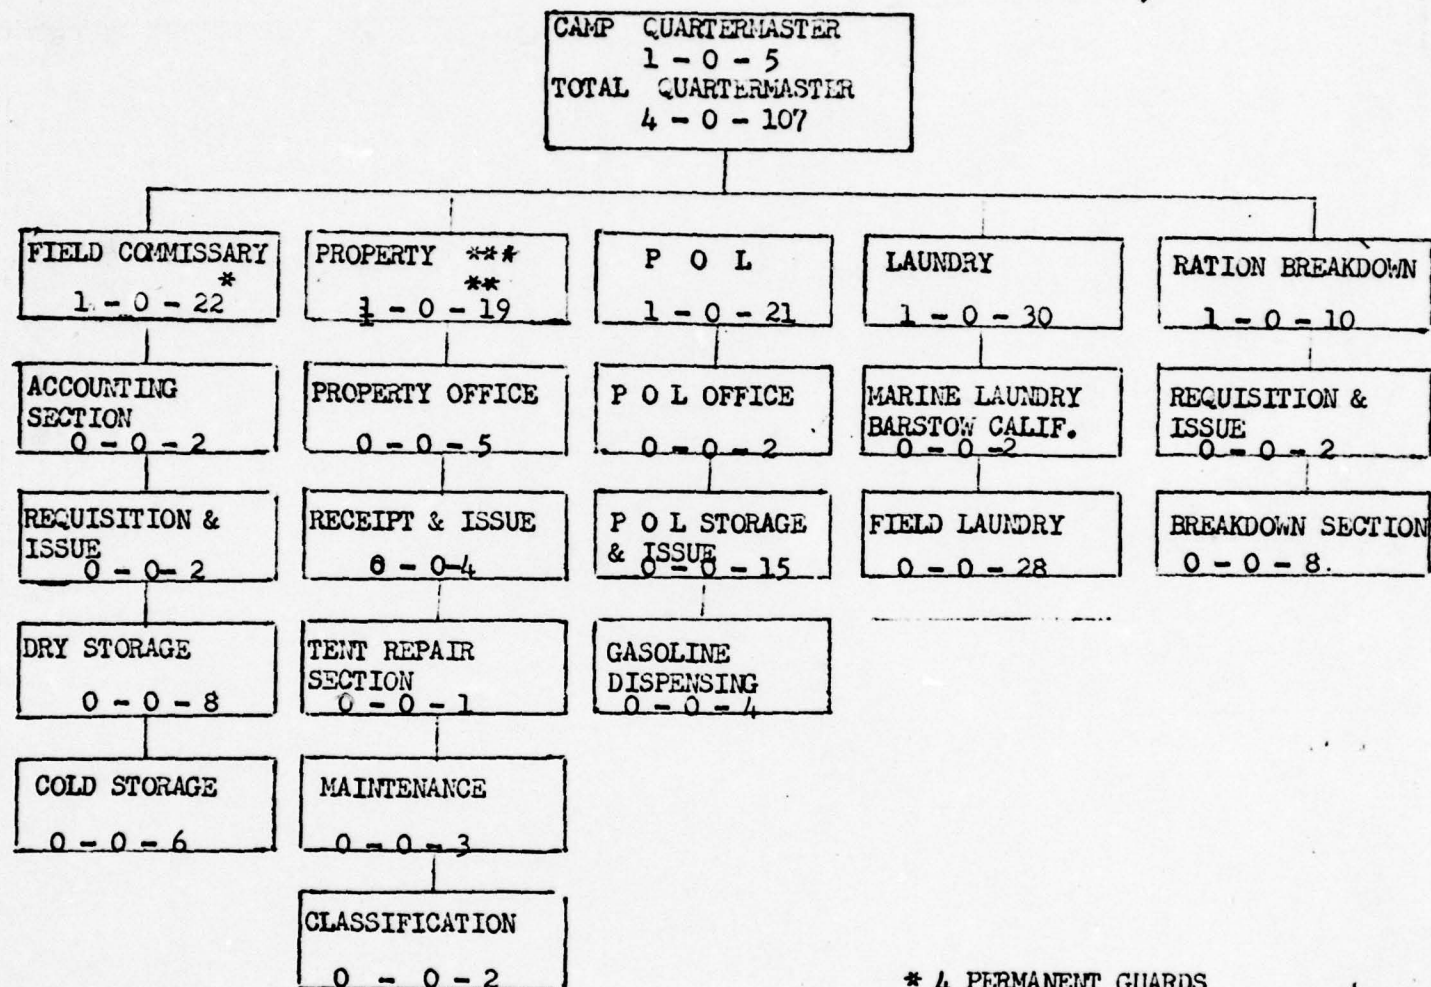 CAMP QUARTERMASTER
1 - 0 - 5
TOTAL QUARTERMASTER
4 - 0 - 107
FIELD COMMISSARY
*
1 - 0 - 22
ACCOUNTING
SECTION
0 - 0 - 2
REQUISITION &
ISSUE
0 - 0 - 2
DRY STORAGE
0 - 0 - 8
COLD STORAGE
0 - 0 - 6
PROPERTY ***
**
1 - 0 - 19
PROPERTY OFFICE
0 - 0 - 5
RECEIPT & ISSUE
0 - 0-4
TENT REPAIR
SECTION
0 - 0 - 1
MAINTENANCE
0 - 0 - 3
CLASSIFICATION
0 - 0 - 2
P O L
1 - 0 - 21
P O L OFFICE
0 - 0 - 2
P O L STORAGE
& ISSUE
0 - 0 - 15
GASOLINE
DISPENSING
0 - 0 - 4
LAUNDRY
1 - 0 - 30
MARINE LAUNDRY
BARSTOW CALIF.
0 - 0 -2
FIELD LAUNDRY
0 - 0 - 28
RATION BREAKDOWN
1 - 0 - 10
REQUISITION &
ISSUE
0 - 0 - 2
BREAKDOWN SECTION
0 - 0 - 8.
* 4 PERMANENT GUARDS